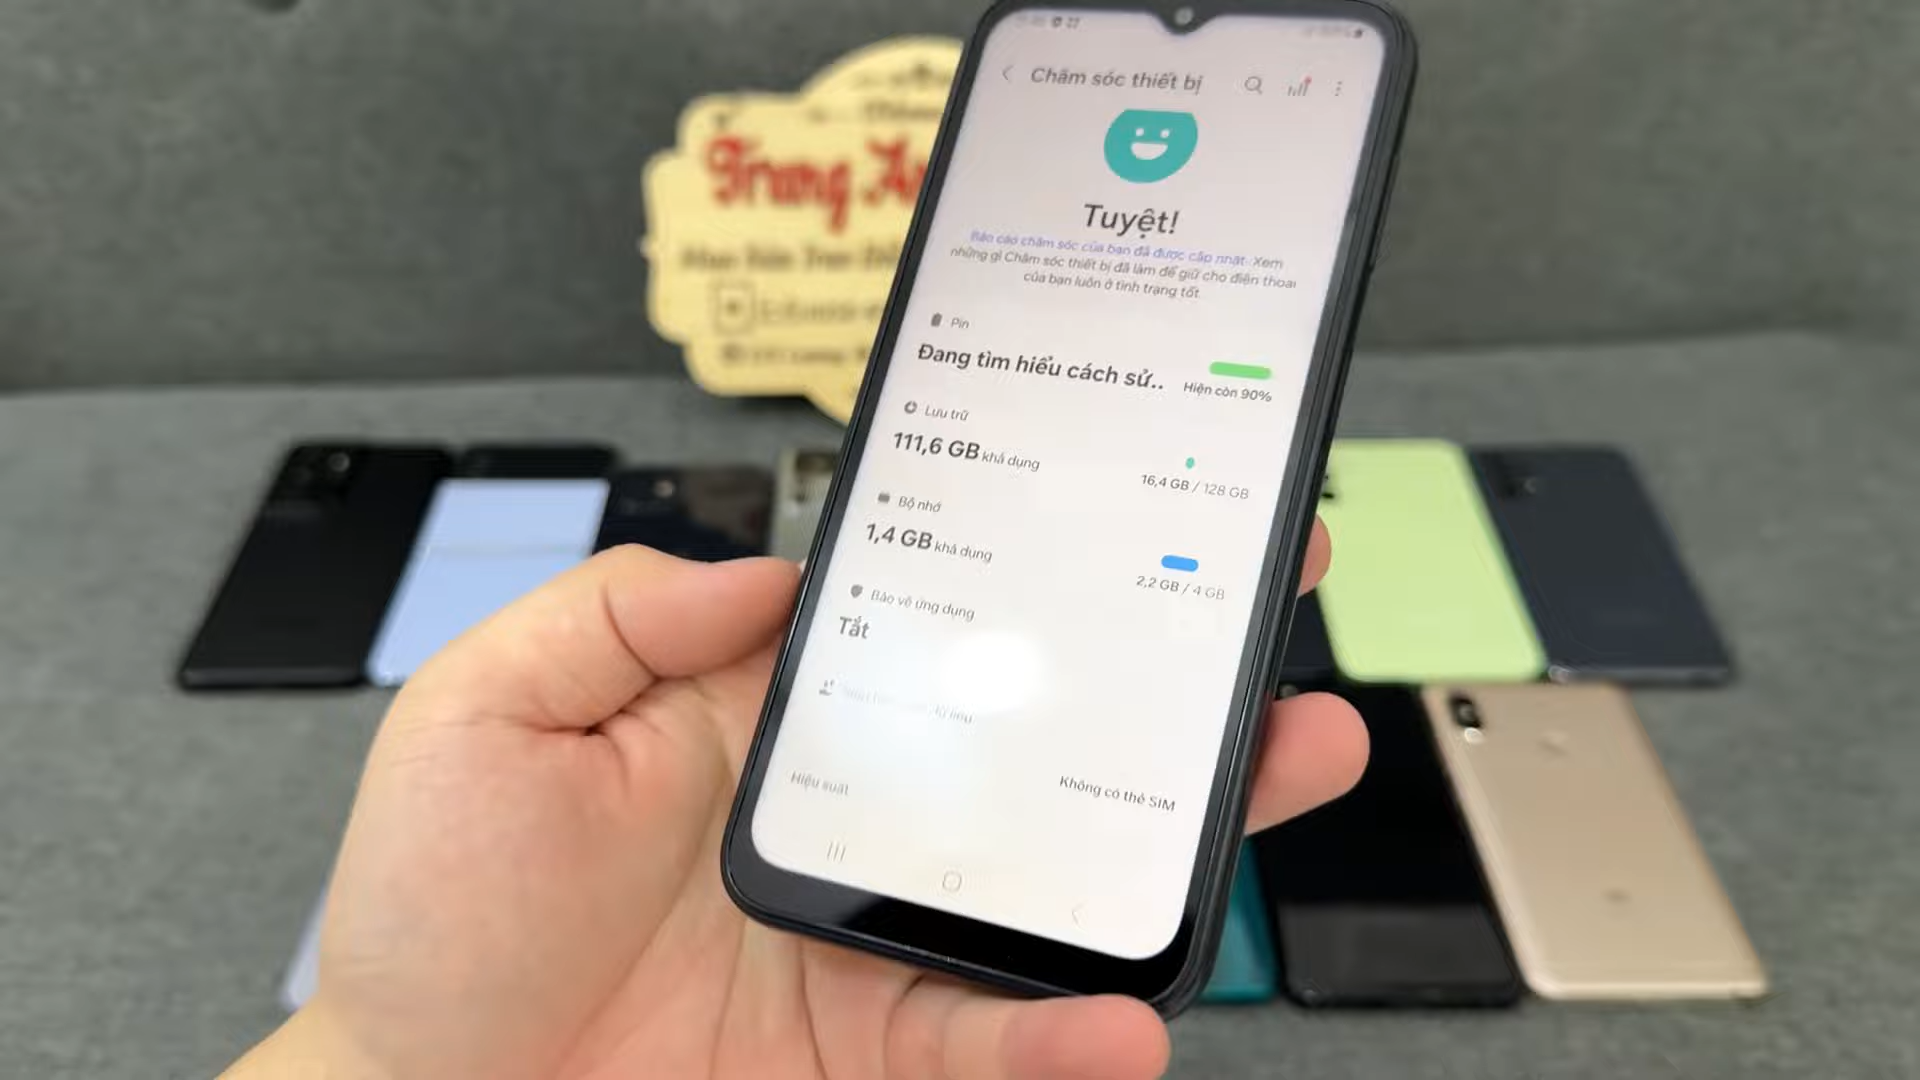 22
Chăm sóc thiết bị
Trang
Tuyệt!
Báo cáo chăm sóc của bạn đã được cập nhật. Xem
những gì Chăm sóc thiết bị đã làm để giữ cho điện thoại
của bạn luôn ở tình trạng tốt.
Pin
Đang tìm hiểu cách sử..
Hiện còn 90%
Lưu trữ
111,6 GB khả dụng
16,4 GB / 128 GB
Bộ nhớ
1,4 GB khả dụng
2,2 GB / 4 GB
Bảo vệ ứng dụng
Tắt
liệu
Hiệu suất
Không có thẻ SIM